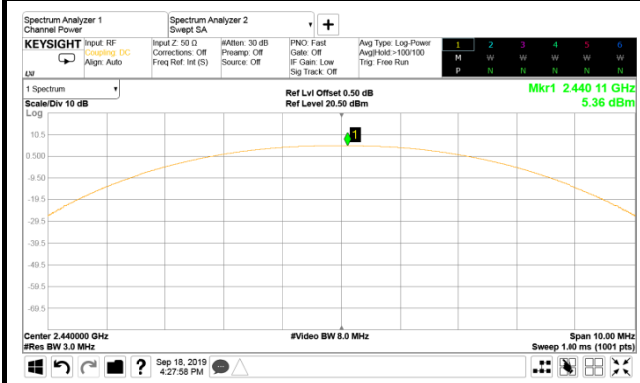 Spectrum Analyzer 1
Channel Power
Spectrum Analyzer 2
Swept SA
+
KEYSIGHT
Input: RF
Coupling: DC
Align: Auto
Input Z: 50 Ω
Corrections: Off
Freq Ref: Int (S)
#Atten: 30 dB
Preamp: Off
Source: Off
PNO: Fast
Gate: Off
IF Gain: Low
Sig Track: Off
Avg Type: Log-Power
Avg|Hold:>100/100
Trig: Free Run
1 2 3 4 5 6
M W W W W W
P N N N N N
1 Spectrum
Scale/Div 10 dB
Log
Ref Lvl Offset 0.50 dB
Ref Level 20.50 dBm
Mkr1 2.440 11 GHz
5.36 dBm
1
10.5
0.500
-9.50
-19.5
-29.5
-39.5
-49.5
-59.5
-69.5
Center 2.440000 GHz
#Res BW 3.0 MHz
#Video BW 8.0 MHz
Span 10.00 MHz
Sweep 1.00 ms (1001 pts)
?
Sep 18, 2019
4:27:58 PM